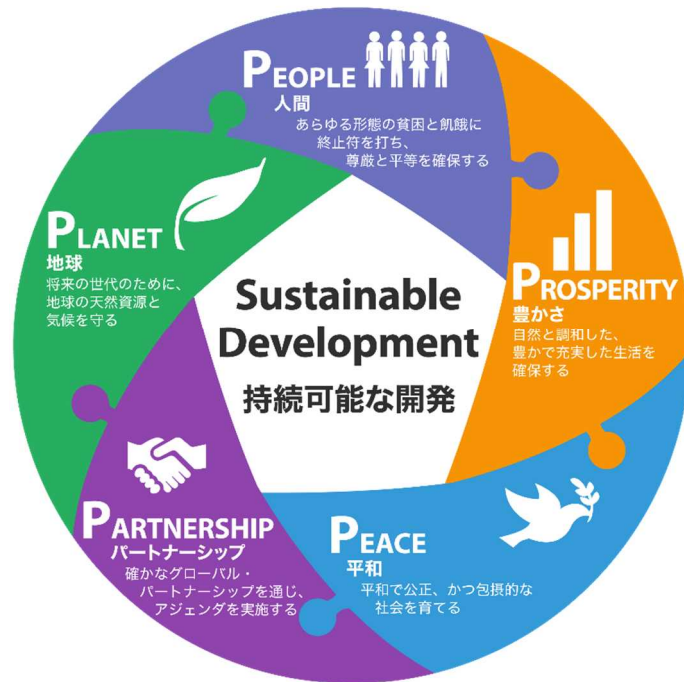 PEOPLE
人間
あらゆる形態の貧困と飢餓に
終止符を打ち、
尊厳と平等を確保する
PROSPERITY
豊かさ
自然と調和した、
豊かで充実した生活を
確保する
PEACE
平和
平和で公正、かつ包摂的な
社会を育てる
PARTNERSHIP
パートナーシップ
確かなグローバル・
パートナーシップを通じ、
アジェンダを実施する
PLANET
地球
将来の世代のために、
地球の天然資源と
気候を守る
Sustainable
Development
持続可能な開発